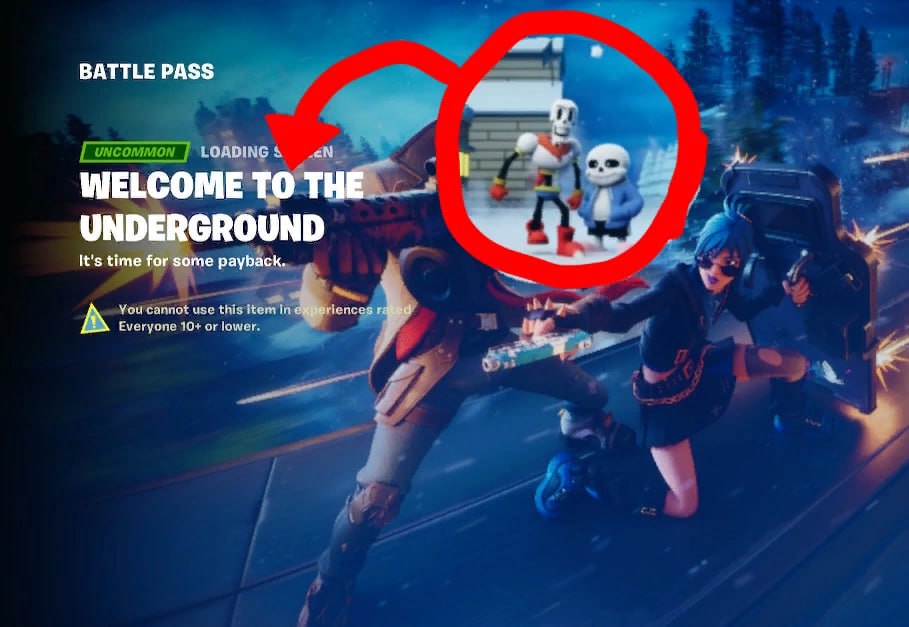 BATTLE PASS
UNCOMMON LOADING
WELCOME TO THE
UNDERGROUND
It's time for some payback.
You cannot use this item in experiences rated
Everyone 10+ or lower.